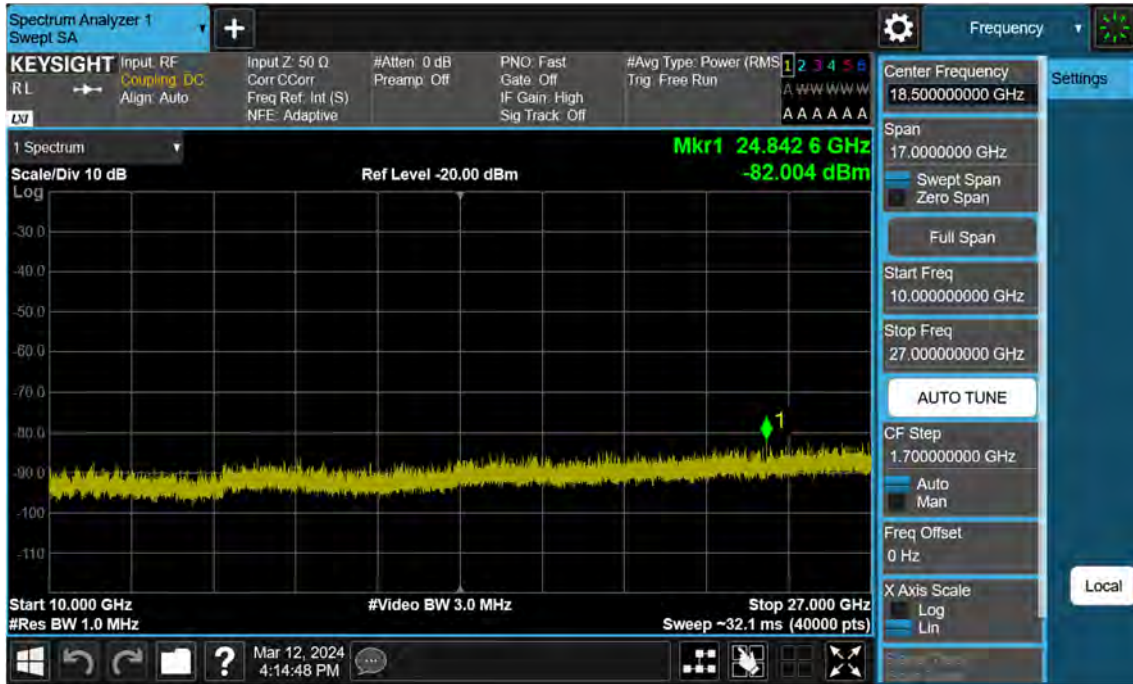 Spectrum Analyzer 1
Swept SA
+
Frequency
KEYSIGHT
RL
LXI
Input: RF
Coupling: DC
Align: Auto
Input Z: 50 Ω
Corr CCorr
Freq Ref: Int (S)
NFE: Adaptive
#Atten: 0 dB
Preamp: Off
PNO: Fast
Gate: Off
IF Gain: High
Sig Track: Off
#Avg Type: Power (RMS
Trig: Free Run
1 2 3 4 5 6
A W W W W W
A A A A A A
1 Spectrum
Scale/Div 10 dB
Ref Level -20.00 dBm
Mkr1 24.842 6 GHz
-82.004 dBm
Log
-30.0
-40.0
-50.0
-60.0
-70.0
-80.0
-90.0
-100
-110
1
Start 10.000 GHz
#Video BW 3.0 MHz
Stop 27.000 GHz
#Res BW 1.0 MHz
Sweep ~32.1 ms (40000 pts)
Center Frequency
18.500000000 GHz
Settings
Span
17.0000000 GHz
Swept Span
Zero Span
Full Span
Start Freq
10.000000000 GHz
Stop Freq
27.000000000 GHz
AUTO TUNE
CF Step
1.700000000 GHz
Auto
Man
Freq Offset
0 Hz
X Axis Scale
Log
Lin
Local
?
Mar 12, 2024
4:14:48 PM